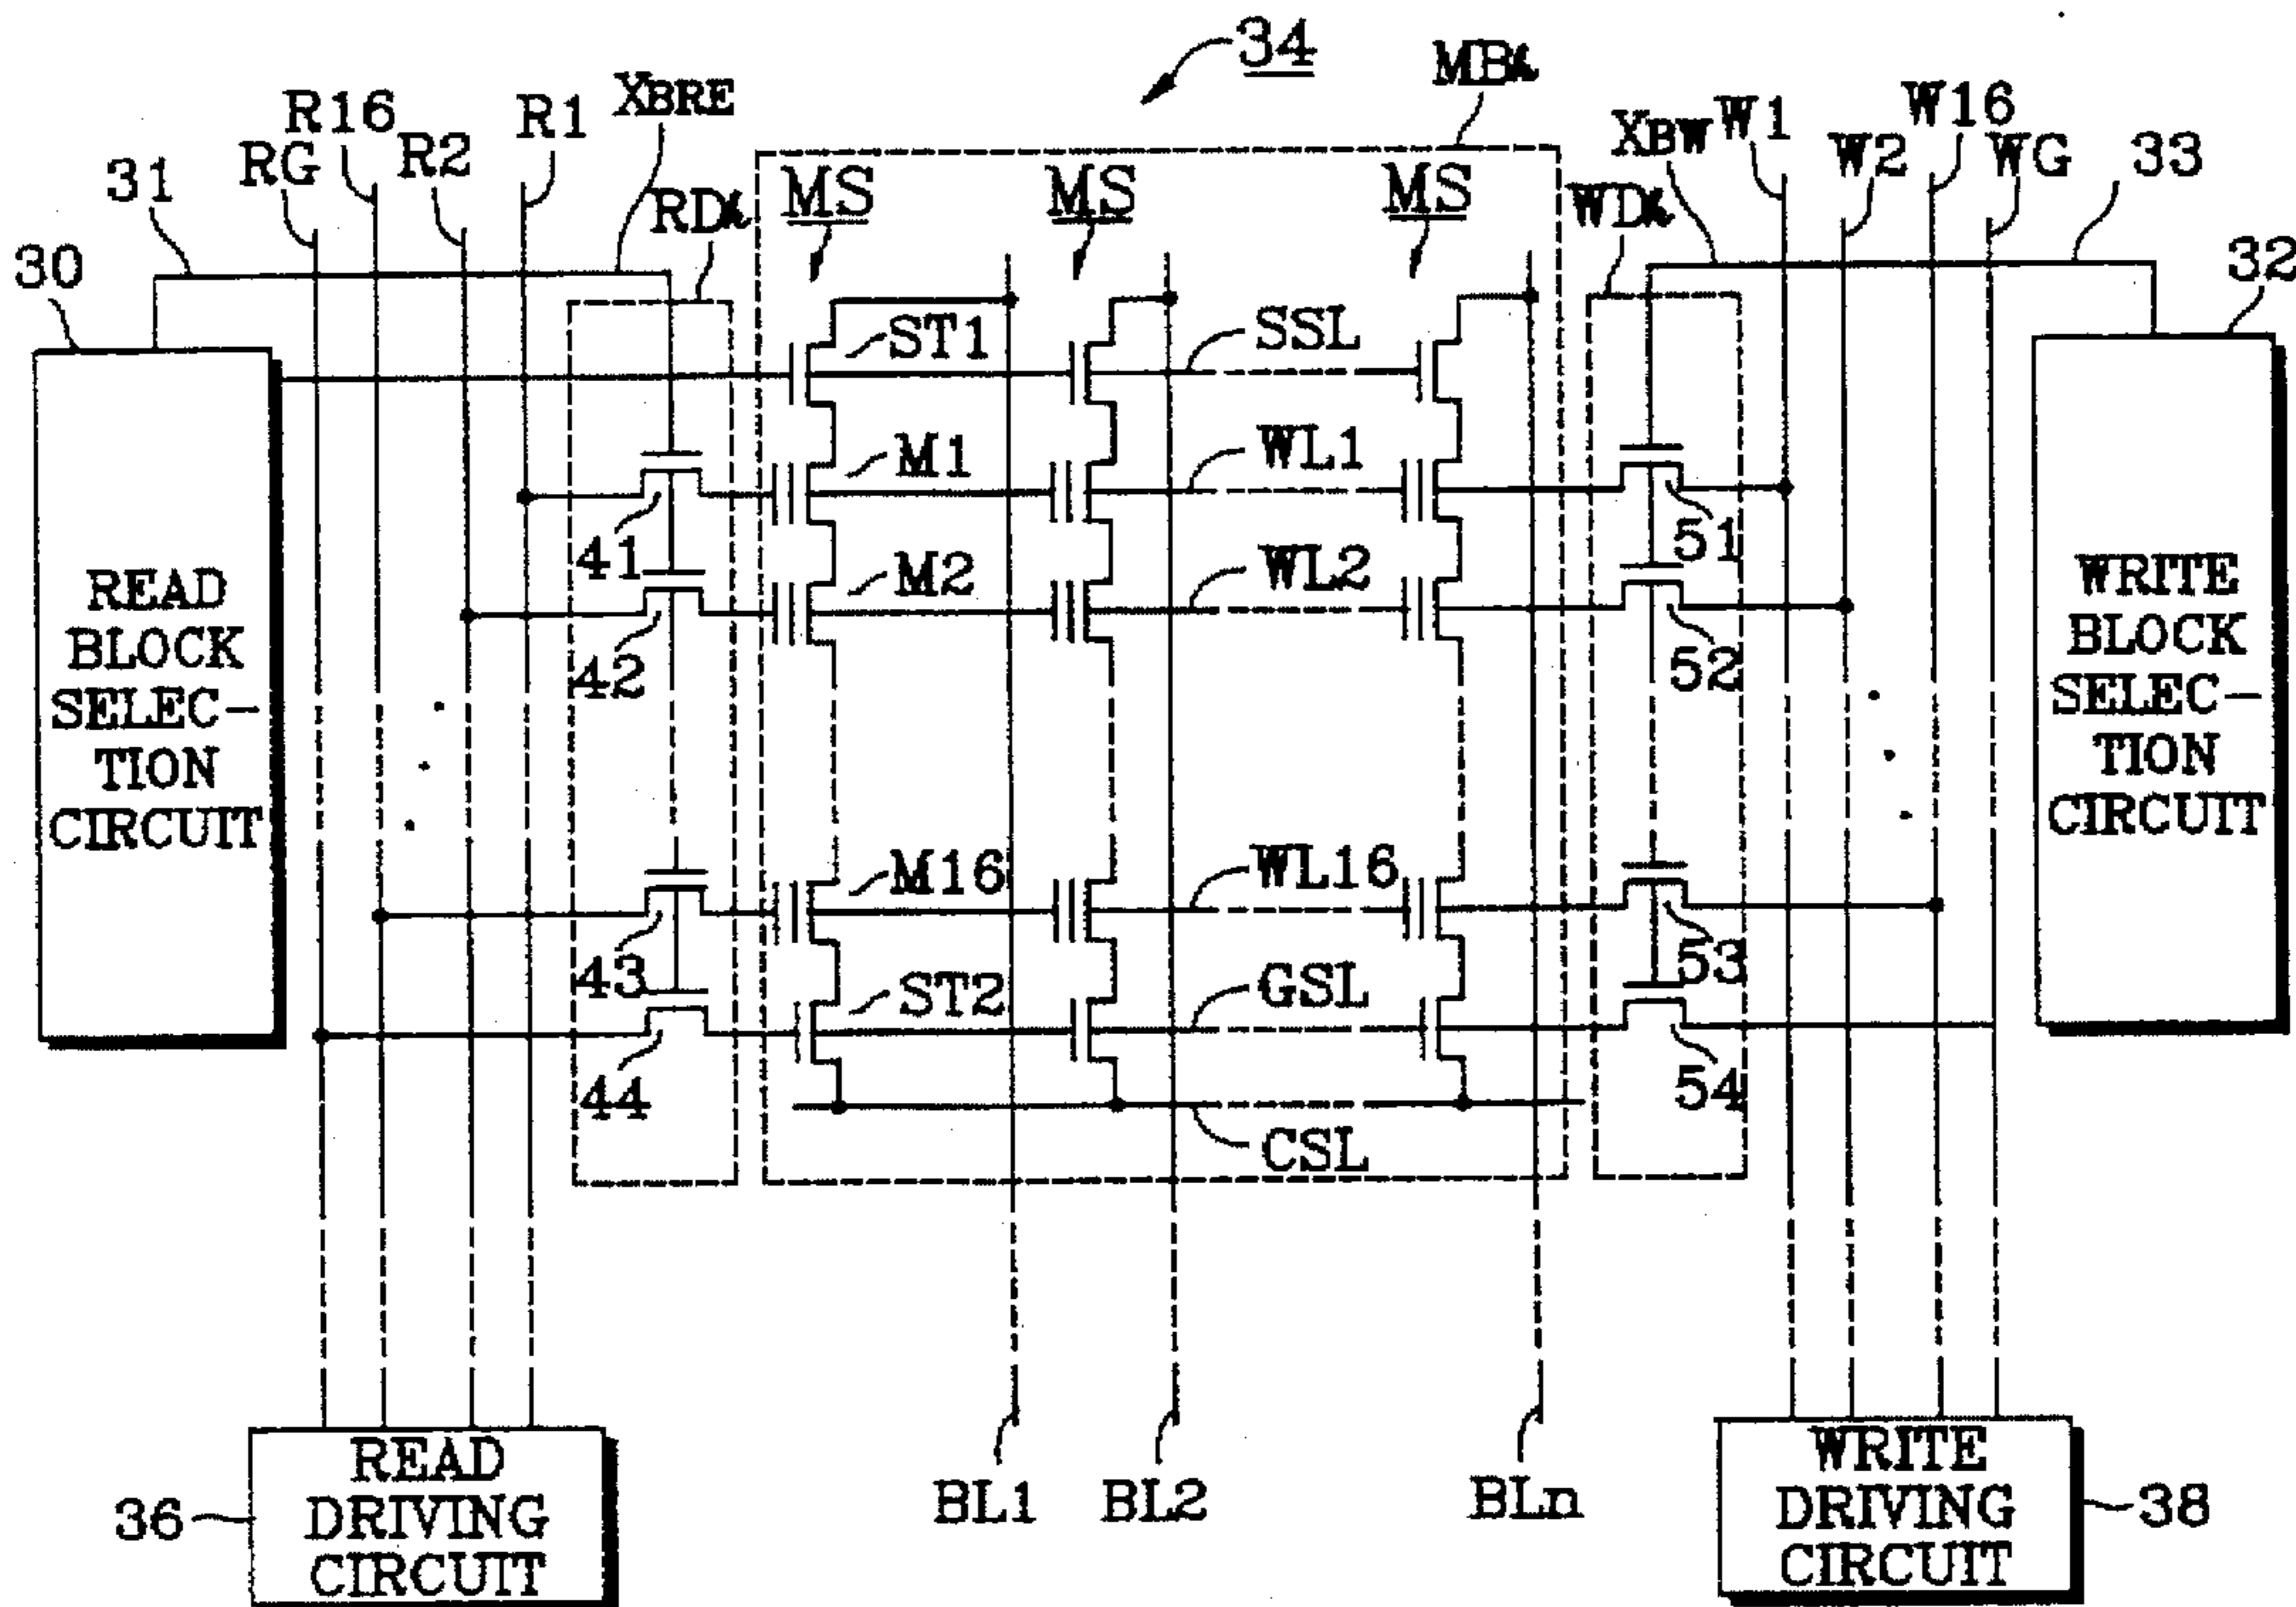 34
MBk
R16
R1
XBRE
W16
RG
R2
XBW
W1
W2
WG
33
31
RDk
MS
MS
MS
WDk
30
32
ST1
SSL
M1
WL1
41
51
M2
WL2
42
52
READ
BLOCK
SELEC-
TION
CIRCUIT
WRITE
BLOCK
SELEC-
TION
CIRCUIT
M16
WL16
43
53
ST2
GSL
44
54
CSL
READ
DRIVING
CIRCUIT
36
BL1
BL2
BLn
WRITE
DRIVING
CIRCUIT
38